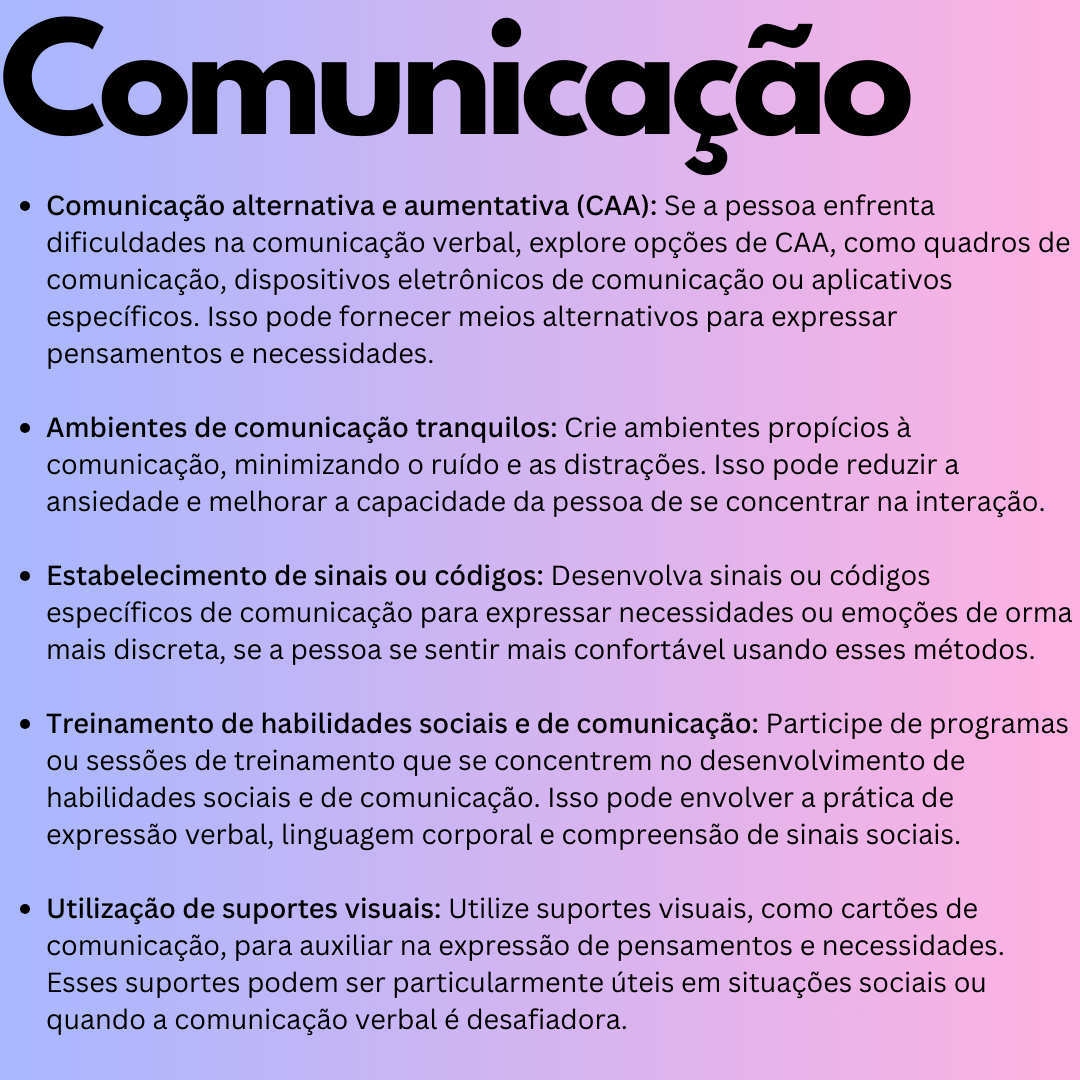 Comunicação
• Comunicação alternativa e aumentativa (CAA): Se a pessoa enfrenta
dificuldades na comunicação verbal, explore opções de CAA, como quadros de
comunicação, dispositivos eletrônicos de comunicação ou aplicativos
específicos. Isso pode fornecer meios alternativos para expressar
pensamentos e necessidades.
• Ambientes de comunicação tranquilos: Crie ambientes propícios à
comunicação, minimizando o ruído e as distrações. Isso pode reduzir a
ansiedade e melhorar a capacidade da pessoa de se concentrar na interação.
• Estabelecimento de sinais ou códigos: Desenvolva sinais ou códigos
específicos de comunicação para expressar necessidades ou emoções de orma
mais discreta, se a pessoa se sentir mais confortável usando esses métodos.
• Treinamento de habilidades sociais e de comunicação: Participe de programas
ou sessões de treinamento que se concentrem no desenvolvimento de
habilidades sociais e de comunicação. Isso pode envolver a prática de
expressão verbal, linguagem corporal e compreensão de sinais sociais.
• Utilização de suportes visuais: Utilize suportes visuais, como cartões de
comunicação, para auxiliar na expressão de pensamentos e necessidades.
Esses suportes podem ser particularmente úteis em situações sociais ou
quando a comunicação verbal é desafiadora.